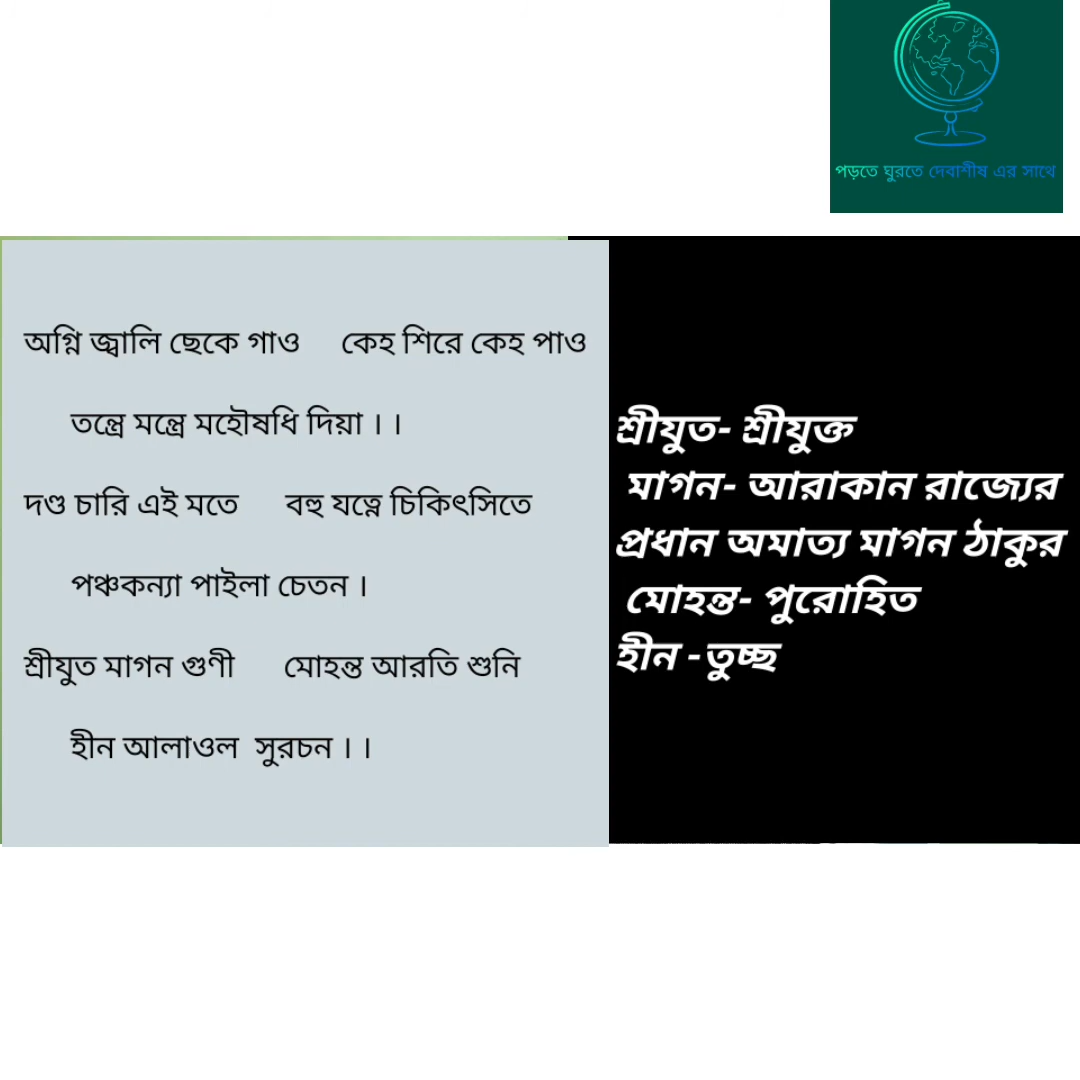 পড়তে ঘুরতে দেবাশীষ এর সাথে
অগ্নি জ্বালি ছেকে গাও কেহ শিরে কেহ পাও
তন্ত্রে মন্ত্রে মহৌষধি দিয়া । ।
দণ্ড চারি এই মতে বহু যত্নে চিকিৎসিতে
পঞ্চকন্যা পাইলা চেতন ।
শ্রীযুত মাগন গুণী মোহন্ত আরতি শুনি
হীন আলাওল সুরচন । ।
শ্রীযুত- শ্রীযুক্ত
মাগন- আরাকান রাজ্যের
প্রধান অমাত্য মাগন ঠাকুর
মোহন্ত- পুরোহিত
হীন -তুচ্ছ